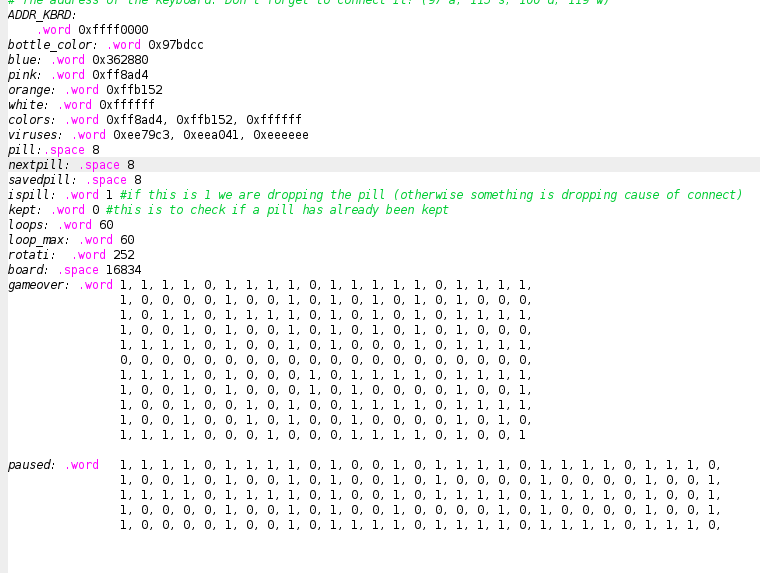 # The address of the keyboard. Don't forget to connect it! (97 a, 115 s, 100 d, 119 w)
ADDR_KBRD:
.word 0xffff0000
bottle_color: .word 0x97bdcc
blue: .word 0x362880
pink: .word 0xff8ad4
orange: .word 0xffb152
white: .word 0xffffff
colors: .word 0xff8ad4, 0xffb152, 0xffffff
viruses: .word 0xee79c3, 0xeea041, 0xeeeeee
pill:.space 8
nextpill: .space 8
savedpill: .space 8
ispill: .word 1 #if this is 1 we are dropping the pill (otherwise something is dropping cause of connect)
kept: .word 0 #this is to check if a pill has already been kept
loops: .word 60
loop_max: .word 60
rotati: .word 252
board: .space 16834
gameover: .word 1, 1, 1, 1, 0, 1, 1, 1, 1, 0, 1, 1, 1, 1, 1, 0, 1, 1, 1, 1,
1, 0, 0, 0, 0, 1, 0, 0, 1, 0, 1, 0, 1, 0, 1, 0, 1, 0, 0, 0,
1, 0, 1, 1, 0, 1, 1, 1, 1, 0, 1, 0, 1, 0, 1, 0, 1, 1, 1, 1,
1, 0, 0, 1, 0, 1, 0, 0, 1, 0, 1, 0, 1, 0, 1, 0, 1, 0, 0, 0,
1, 1, 1, 1, 0, 1, 0, 0, 1, 0, 1, 0, 0, 0, 1, 0, 1, 1, 1, 1,
0, 0, 0, 0, 0, 0, 0, 0, 0, 0, 0, 0, 0, 0, 0, 0, 0, 0, 0, 0,
1, 1, 1, 1, 0, 1, 0, 0, 0, 1, 0, 1, 1, 1, 1, 0, 1, 1, 1, 1,
1, 0, 0, 1, 0, 1, 0, 0, 0, 1, 0, 1, 0, 0, 0, 0, 1, 0, 0, 1,
1, 0, 0, 1, 0, 0, 1, 0, 1, 0, 0, 1, 1, 1, 1, 0, 1, 1, 1, 1,
1, 0, 0, 1, 0, 0, 1, 0, 1, 0, 0, 1, 0, 0, 0, 0, 1, 0, 1, 0,
1, 1, 1, 1, 0, 0, 0, 1, 0, 0, 0, 1, 1, 1, 1, 0, 1, 0, 0, 1
paused: .word 1, 1, 1, 1, 0, 1, 1, 1, 1, 0, 1, 0, 0, 1, 0, 1, 1, 1, 1, 0, 1, 1, 1, 1, 0, 1, 1, 1, 0,
1, 0, 0, 1, 0, 1, 0, 0, 1, 0, 1, 0, 0, 1, 0, 1, 0, 0, 0, 0, 1, 0, 0, 0, 0, 1, 0, 0, 1,
1, 1, 1, 1, 0, 1, 1, 1, 1, 0, 1, 0, 0, 1, 0, 1, 1, 1, 1, 0, 1, 1, 1, 1, 0, 1, 0, 0, 1,
1, 0, 0, 0, 0, 1, 0, 0, 1, 0, 1, 0, 0, 1, 0, 0, 0, 0, 1, 0, 1, 0, 0, 0, 0, 1, 0, 0, 1,
1, 0, 0, 0, 0, 1, 0, 0, 1, 0, 1, 1, 1, 1, 0, 1, 1, 1, 1, 0, 1, 1, 1, 1, 0, 1, 1, 1, 0,